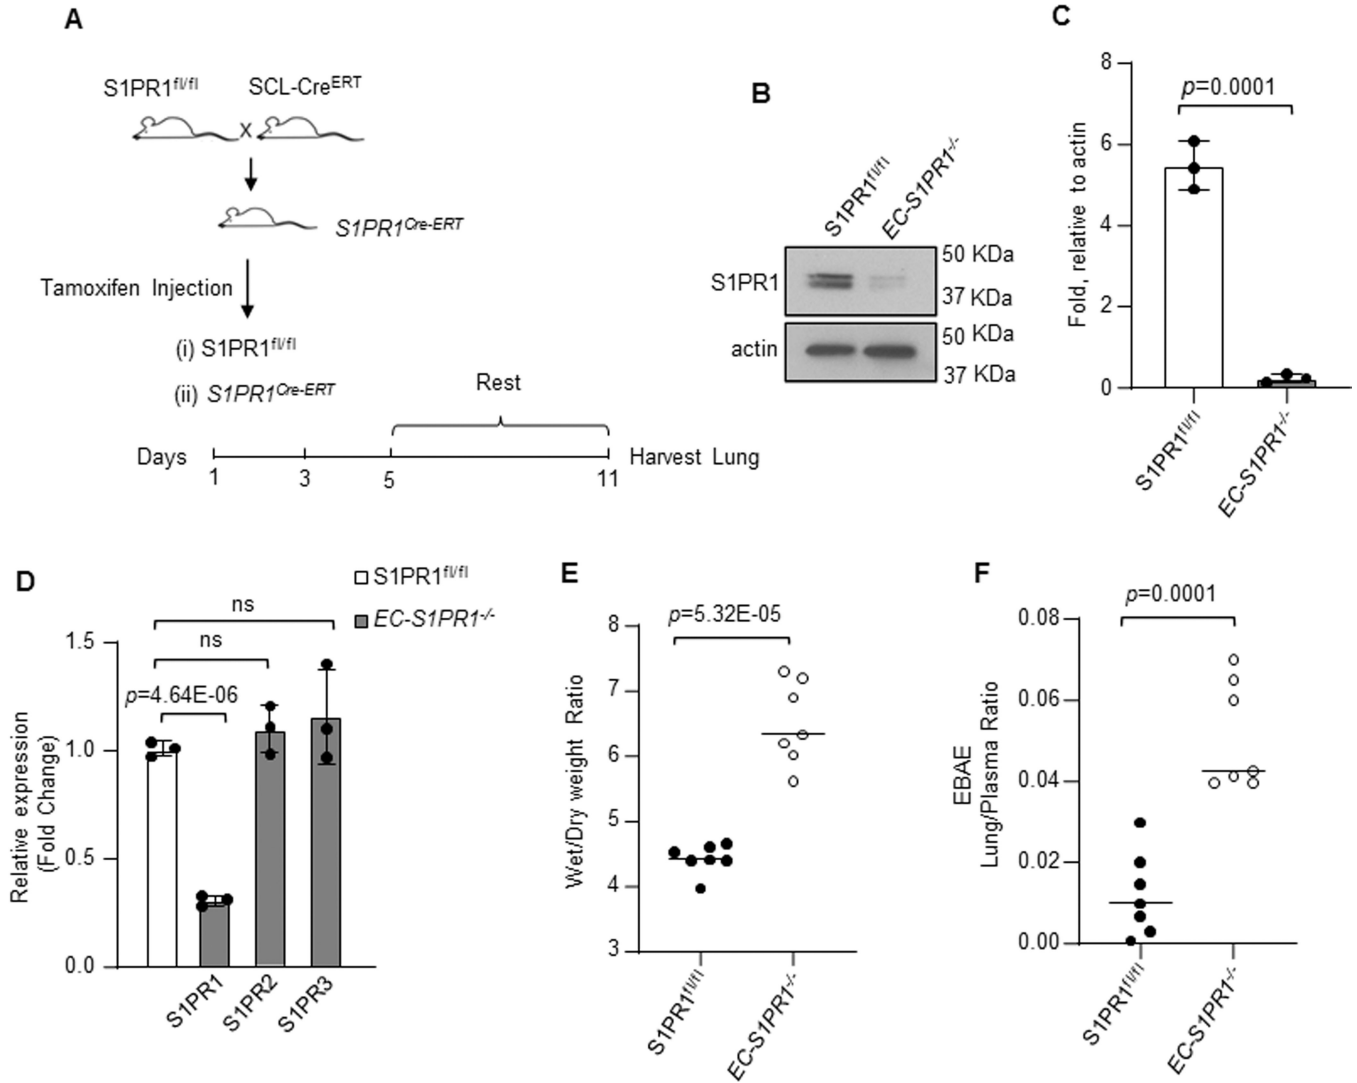 A
S1PR1fl/fl SCL-CreERT
X
S1PR1Cre-ERT
Tamoxifen Injection
(i) S1PR1fl/fl
(ii) S1PR1Cre-ERT
Rest
Days
1 3 5 11
Harvest Lung
B
S1PR1fl/fl
EC-S1PR1-/-
S1PR1
50 KDa
37 KDa
actin
50 KDa
37 KDa
C
p=0.0001
Fold, relative to actin
8
6
4
2
0
S1PR1fl/fl
EC-S1PR1-/-
D
S1PR1fl/fl
EC-S1PR1-/-
ns
ns
p=4.64E-06
Relative expression
(Fold Change)
1.5
1.0
0.5
0.0
S1PR1
S1PR2
S1PR3
E
p=5.32E-05
Wet/Dry weight Ratio
8
7
6
5
4
3
S1PR1fl/fl
EC-S1PR1-/-
F
p=0.0001
EBAE
Lung/Plasma Ratio
0.08
0.06
0.04
0.02
0.00
S1PR1fl/fl
EC-S1PR1-/-